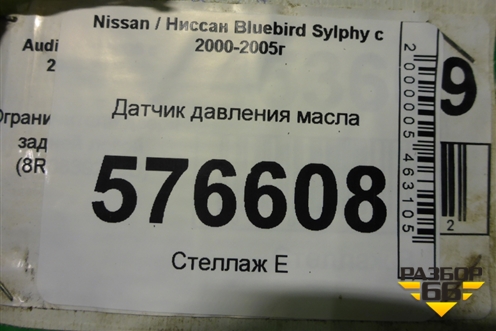 Nissan / Ниссан Bluebird Sylphy с
2000-2005г
Audi
2
Датчик давления масла
зад
(8R
576608
Стеллаж Е
2000005463105
9
2
РАЗБОР
66